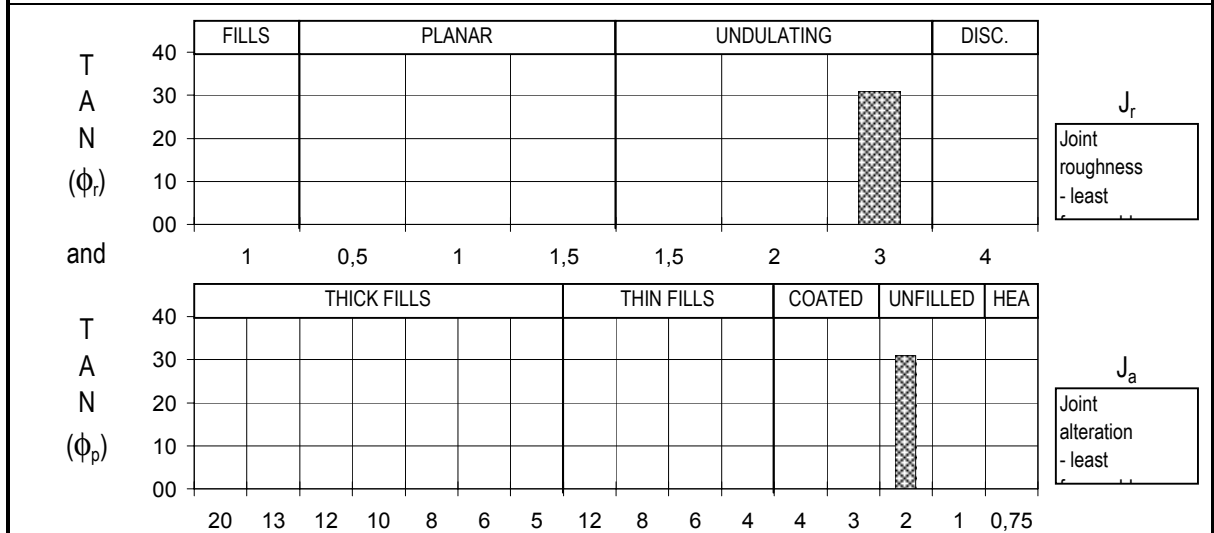 FILLS PLANAR UNDULATING DISC.
T
A
N
(ϕr)
40
30
20
10
00
Jr
Joint
roughness
- least
and
1 0,5 1 1,5 1,5 2 3 4
THICK FILLS THIN FILLS COATED UNFILLED HEA
T
A
N
(ϕp)
40
30
20
10
00
Ja
Joint
alteration
- least
20 13 12 10 8 6 5 12 8 6 4 4 3 2 1 0,75